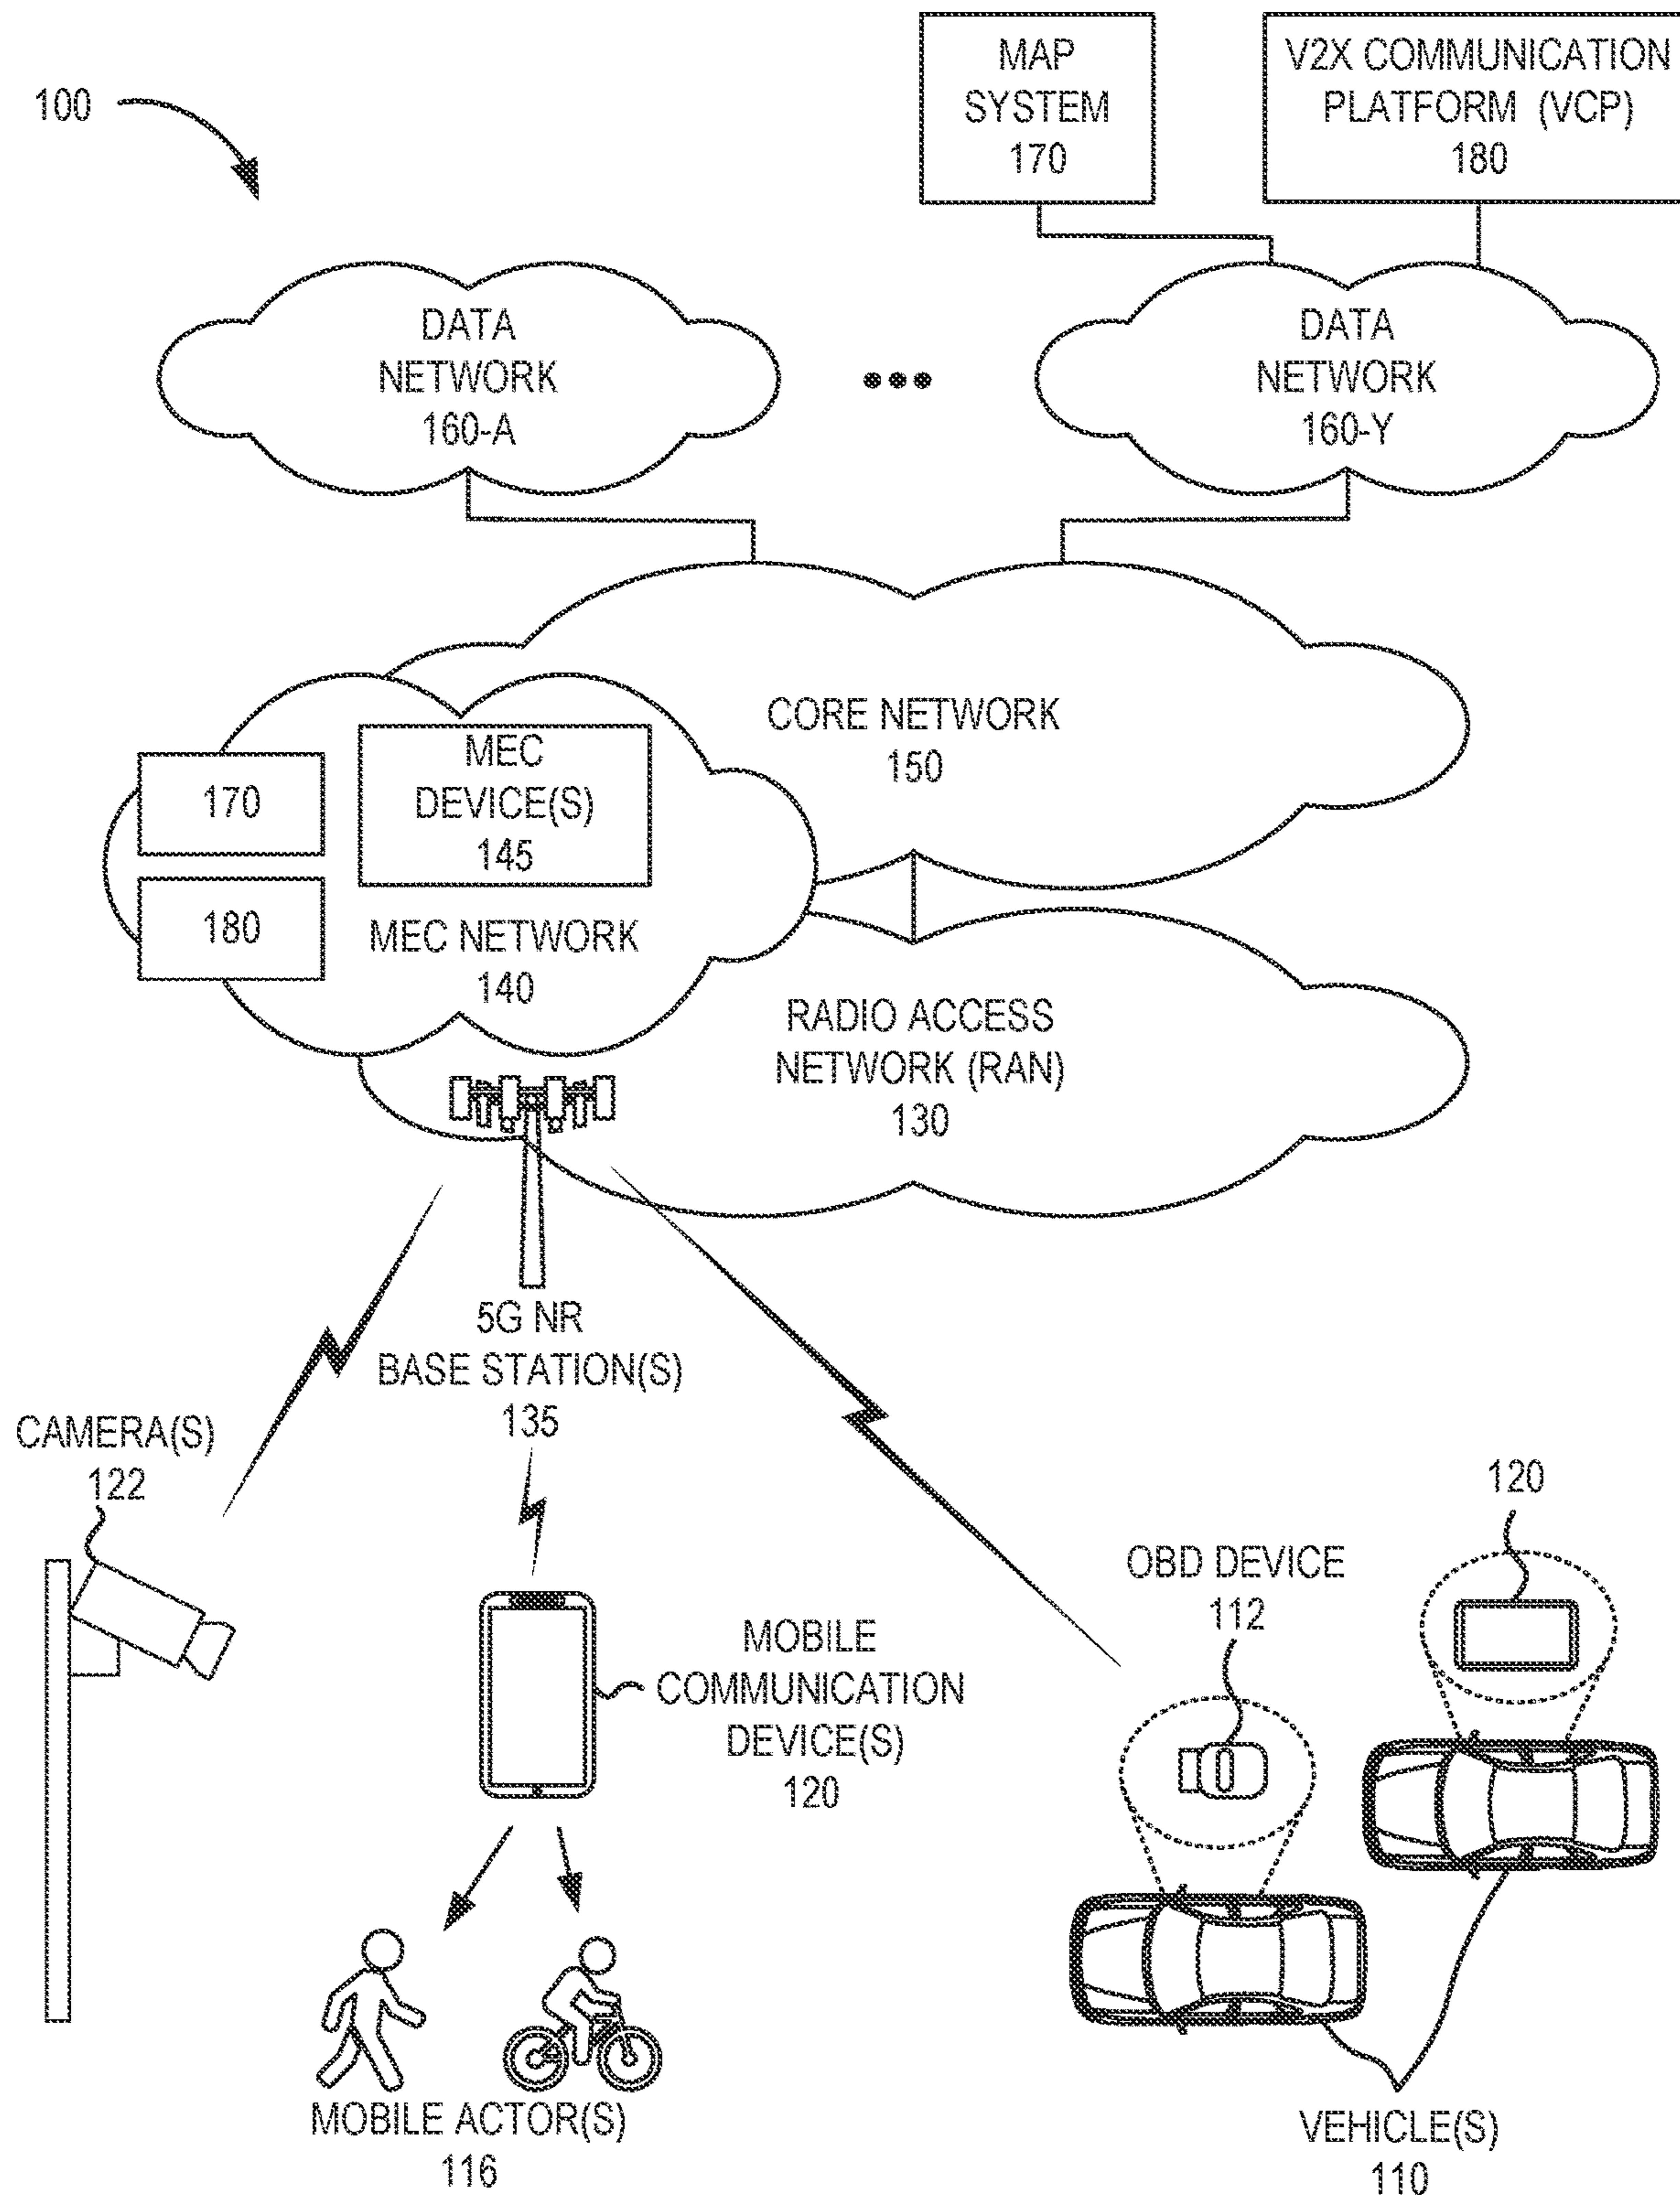 100
MAP
SYSTEM
170
V2X COMMUNICATION
PLATFORM (VCP)
180
DATA
NETWORK
160-A
DATA
NETWORK
160-Y
CORE NETWORK
150
170
MEC
DEVICE(S)
145
180
MEC NETWORK
140
RADIO ACCESS
NETWORK (RAN)
130
5G NR
BASE STATION(S)
135
CAMERA(S)
122
MOBILE
COMMUNICATION
DEVICE(S)
120
OBD DEVICE
112
120
MOBILE ACTOR(S)
116
VEHICLE(S)
110